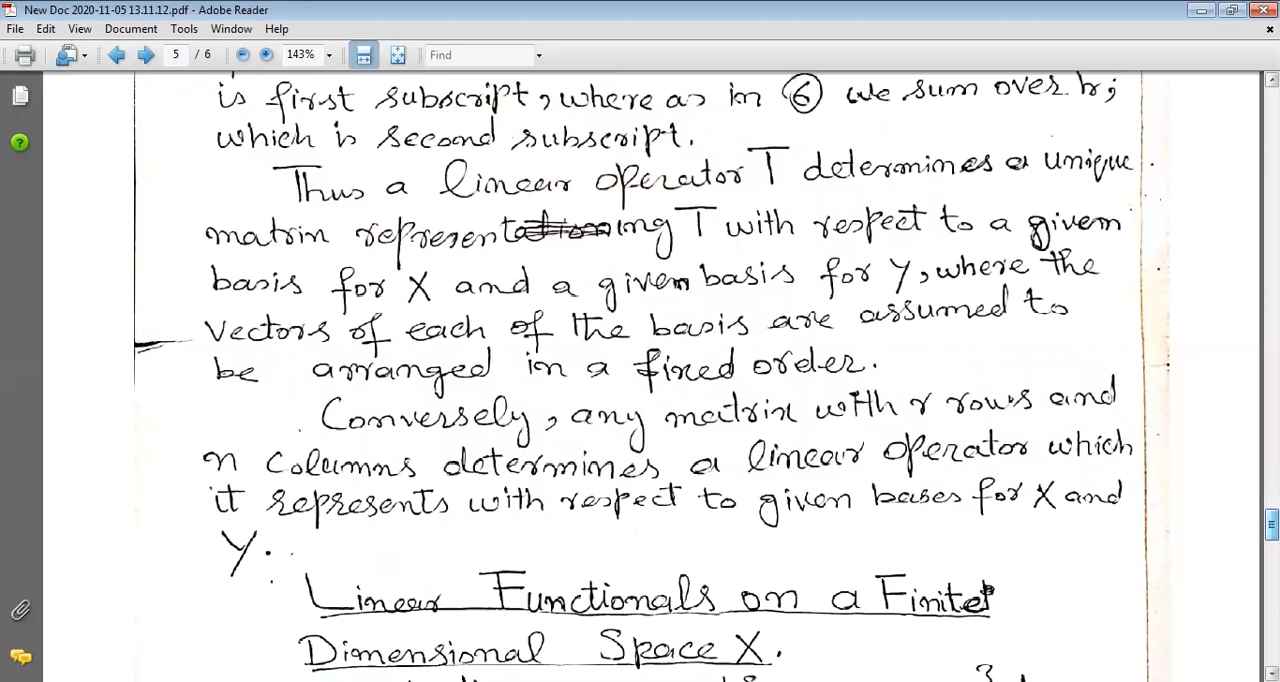 New Doc 2020-11-05 13.11.12.pdf - Adobe Reader
File Edit View Document Tools Window Help
5 / 6 143% Find
is first subscript, where as in ⑥ we sum over k;
which is second subscript.
Thus a linear operator T determines a unique
matrix representing T with respect to a given
basis for X and a given basis for Y, where the
vectors of each of the basis are assumed to
be arranged in a fixed order.
Conversely, any matrix with r rows and
n columns determines a linear operator which
it represents with respect to given bases for X and
Y.
Linear Functionals on a Finite
Dimensional Space X.